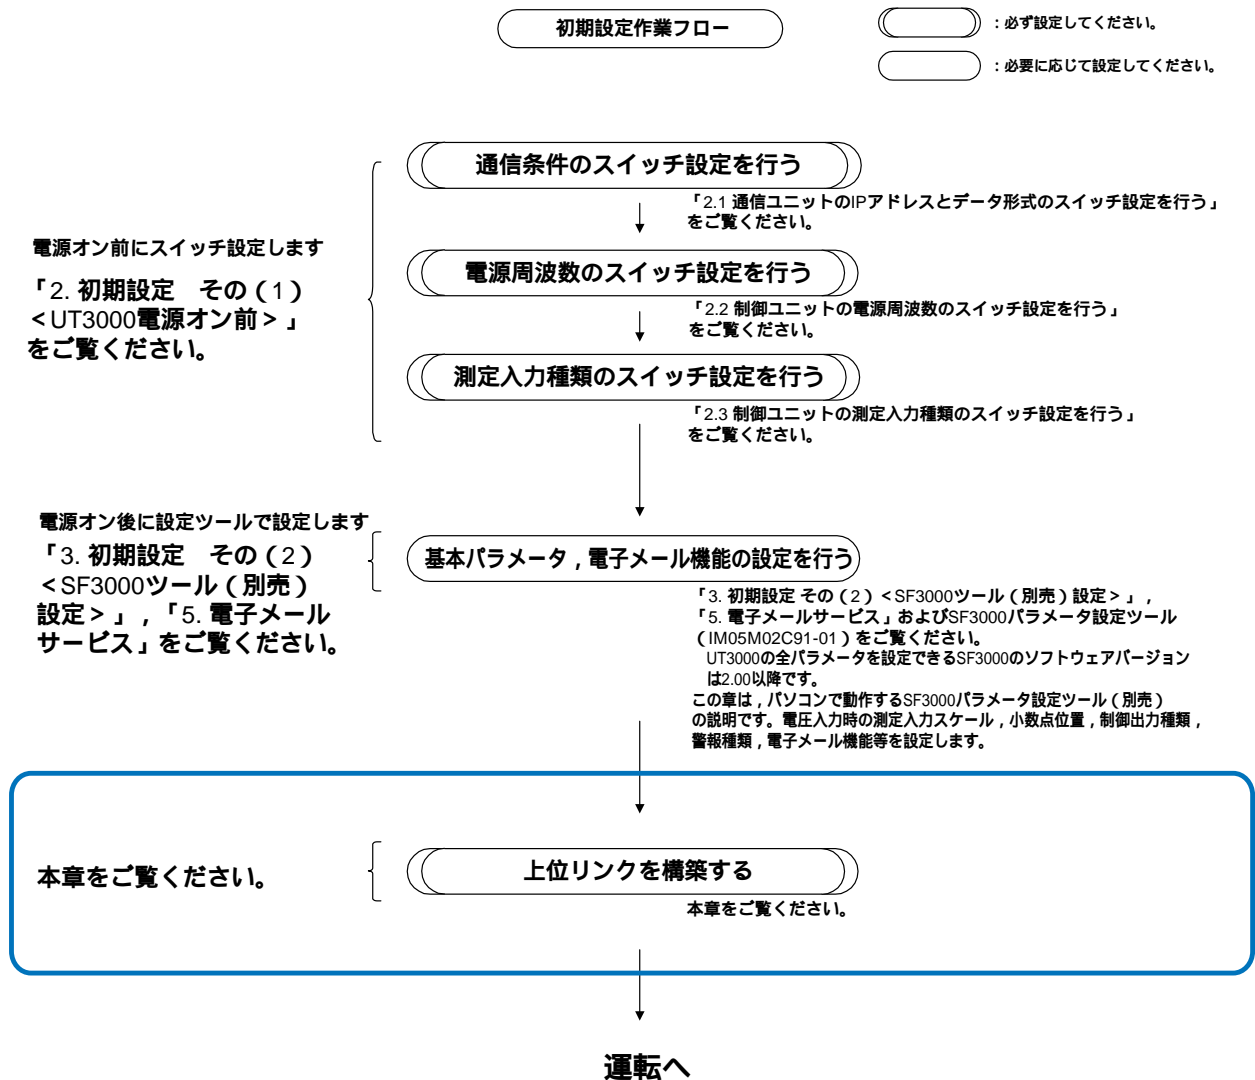 初期設定作業フロー
：必ず設定してください。
：必要に応じて設定してください。
通信条件のスイッチ設定を行う
「2.1 通信ユニットのIPアドレスとデータ形式のスイッチ設定を行う」
をご覧ください。
電源オン前にスイッチ設定します
「2. 初期設定　その（1）
＜UT3000電源オン前＞」
をご覧ください。
電源周波数のスイッチ設定を行う
「2.2 制御ユニットの電源周波数のスイッチ設定を行う」
をご覧ください。
測定入力種類のスイッチ設定を行う
「2.3 制御ユニットの測定入力種類のスイッチ設定を行う」
をご覧ください。
電源オン後に設定ツールで設定します
「3. 初期設定　その（2）
＜SF3000ツール（別売）
設定＞」，「5. 電子メール
サービス」をご覧ください。
基本パラメータ，電子メール機能の設定を行う
「3. 初期設定 その（2）＜SF3000ツール（別売）設定＞」，
「5. 電子メールサービス」およびSF3000パラメータ設定ツール
（IM05M02C91-01）をご覧ください。
UT3000の全パラメータを設定できるSF3000のソフトウェアバージョン
は2.00以降です。
この章は，パソコンで動作するSF3000パラメータ設定ツール（別売）
の説明です。電圧入力時の測定入力スケール，小数点位置，制御出力種類，
警報種類，電子メール機能等を設定します。
本章をご覧ください。
上位リンクを構築する
本章をご覧ください。
運転へ